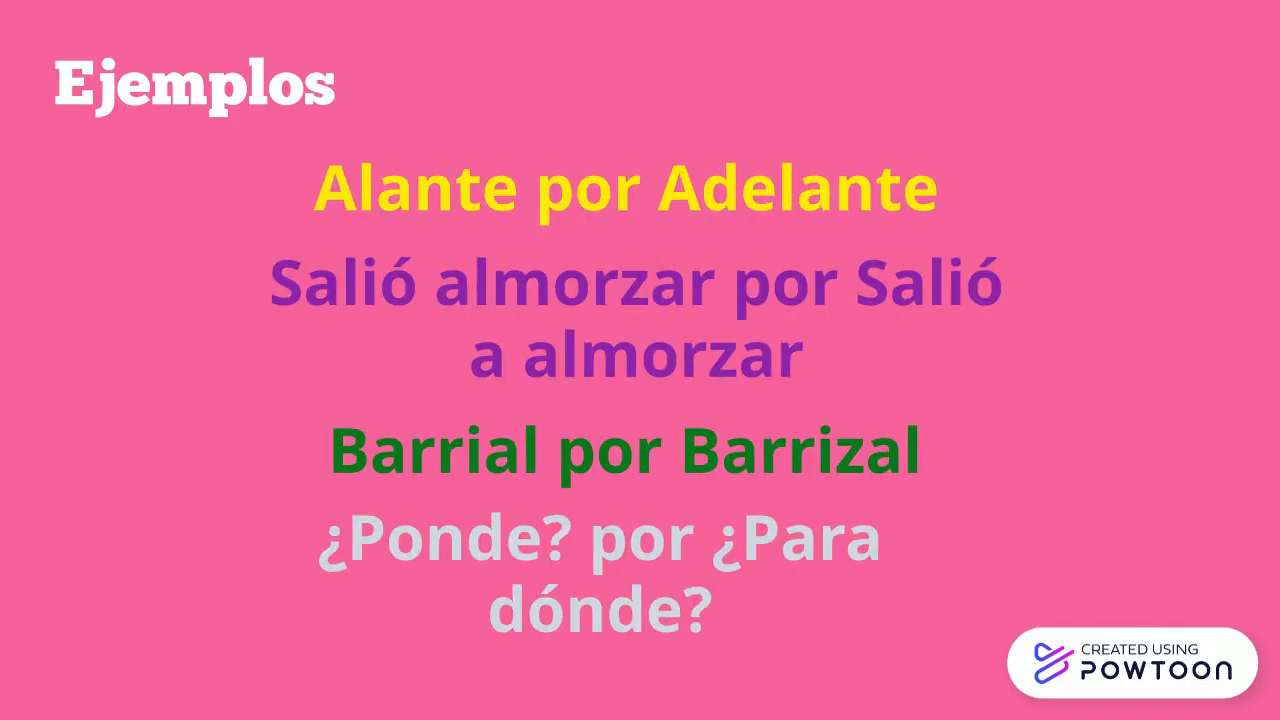 Ejemplos
Alante por Adelante
Salió almorzar por Salió
a almorzar
Barrial por Barrizal
¿Ponde? por ¿Para
dónde?
CREATED USING
POWTOON